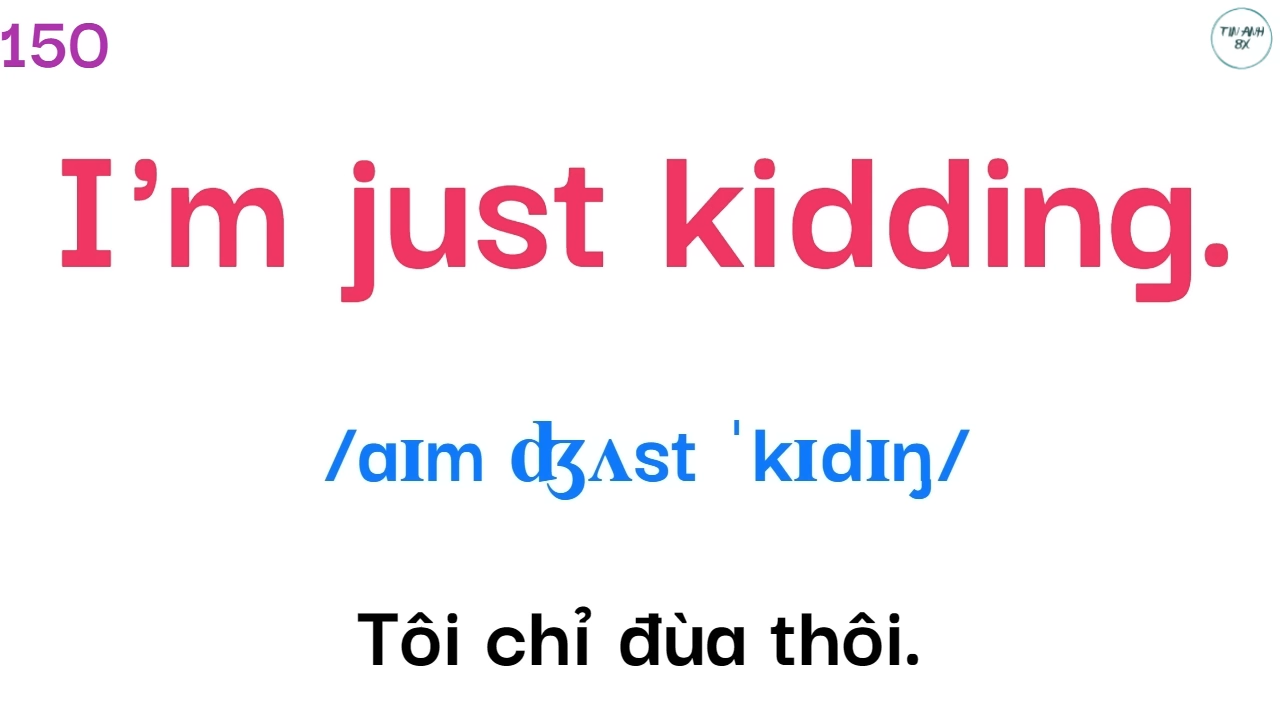 150
TIN ANH
8X
I’m just kidding.
/aɪm ʤʌst ˈkɪdɪŋ/
Tôi chỉ đùa thôi.